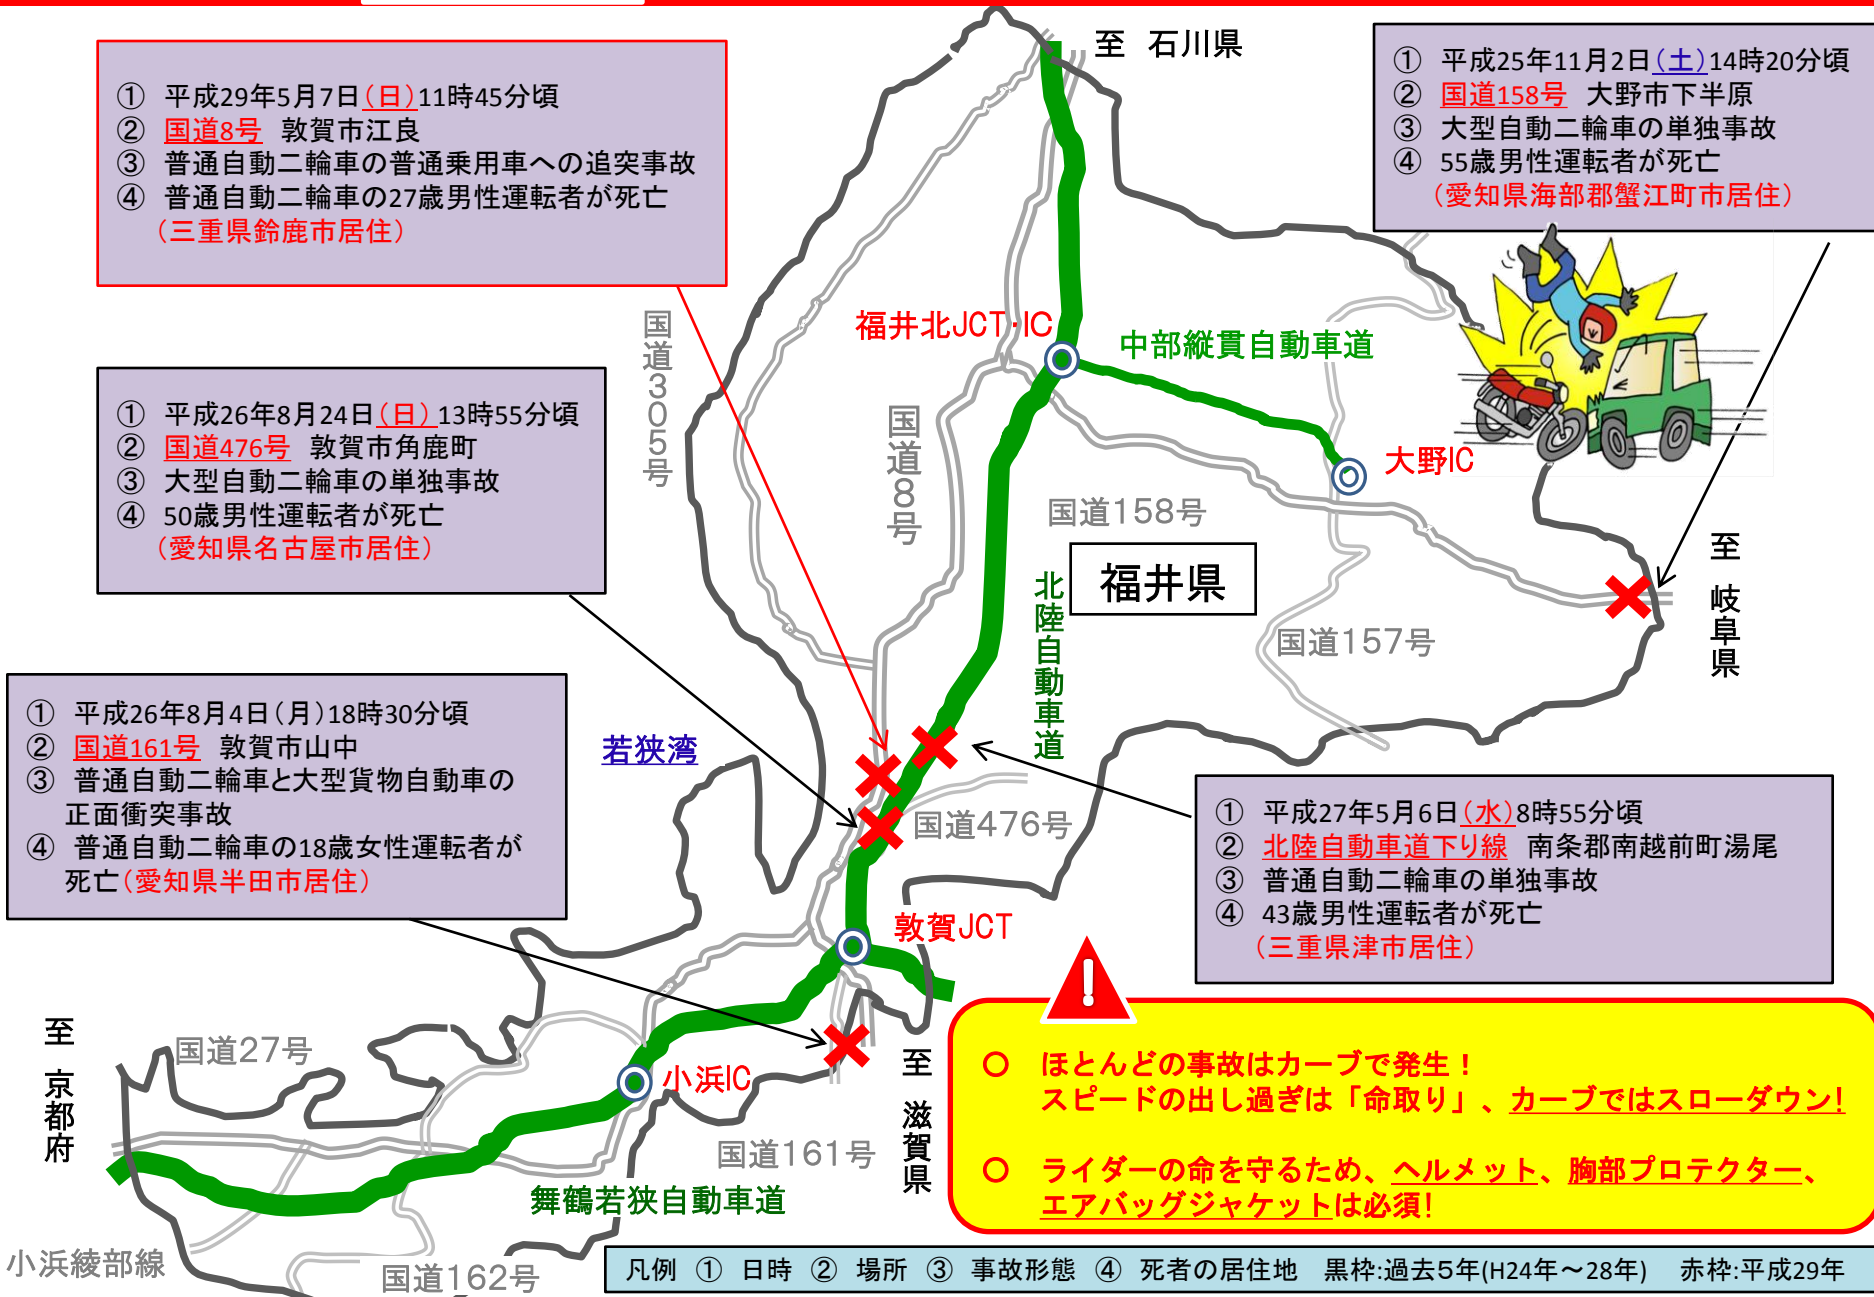 至 石川県
① 平成29年5月7日(日)11時45分頃
② 国道8号 敦賀市江良
③ 普通自動二輪車の普通乗用車への追突事故
④ 普通自動二輪車の27歳男性運転者が死亡
(三重県鈴鹿市居住)
① 平成25年11月2日(土)14時20分頃
② 国道158号 大野市下半原
③ 大型自動二輪車の単独事故
④ 55歳男性運転者が死亡
(愛知県海部郡蟹江町市居住)
国道305号
福井北JCT・IC
中部縦貫自動車道
① 平成26年8月24日(日)13時55分頃
② 国道476号 敦賀市角鹿町
③ 大型自動二輪車の単独事故
④ 50歳男性運転者が死亡
(愛知県名古屋市居住)
国道8号
大野IC
国道158号
福井県
至 岐阜県
北陸自動車道
国道157号
① 平成26年8月4日(月)18時30分頃
② 国道161号 敦賀市山中
③ 普通自動二輪車と大型貨物自動車の
正面衝突事故
④ 普通自動二輪車の18歳女性運転者が
死亡(愛知県半田市居住)
若狭湾
国道476号
① 平成27年5月6日(水)8時55分頃
② 北陸自動車道下り線 南条郡南越前町湯尾
③ 普通自動二輪車の単独事故
④ 43歳男性運転者が死亡
(三重県津市居住)
敦賀JCT
至 京都府
国道27号
小浜IC
至 滋賀県
国道161号
舞鶴若狭自動車道
小浜綾部線
国道162号
!
○ ほとんどの事故はカーブで発生!
スピードの出し過ぎは「命取り」、カーブではスローダウン!
○ ライダーの命を守るため、ヘルメット、胸部プロテクター、
エアバッグジャケットは必須!
凡例 ① 日時 ② 場所 ③ 事故形態 ④ 死者の居住地 黒枠:過去5年(H24年～28年) 赤枠:平成29年